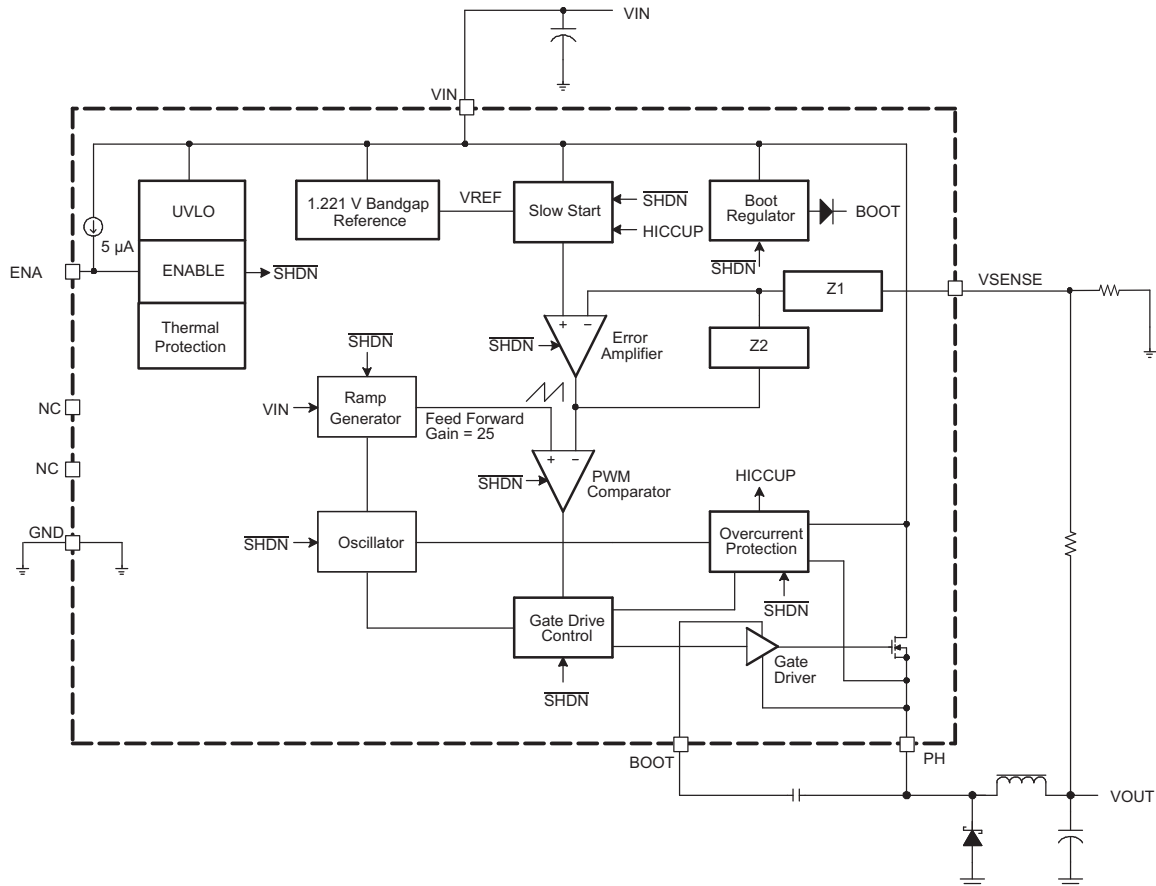 VIN
VIN
UVLO
1.221 V Bandgap
Reference
VREF
Slow Start
SHDN
HICCUP
Boot
Regulator
BOOT
SHDN
5 µA
ENA
ENABLE
SHDN
Thermal
Protection
Z1
VSENSE
Z2
+
−
SHDN
Error
Amplifier
SHDN
NC
VIN
Ramp
Generator
Feed Forward
Gain = 25
NC
+
−
SHDN
PWM
Comparator
HICCUP
GND
SHDN
Oscillator
Overcurrent
Protection
SHDN
Gate Drive
Control
SHDN
Gate
Driver
BOOT
PH
VOUT